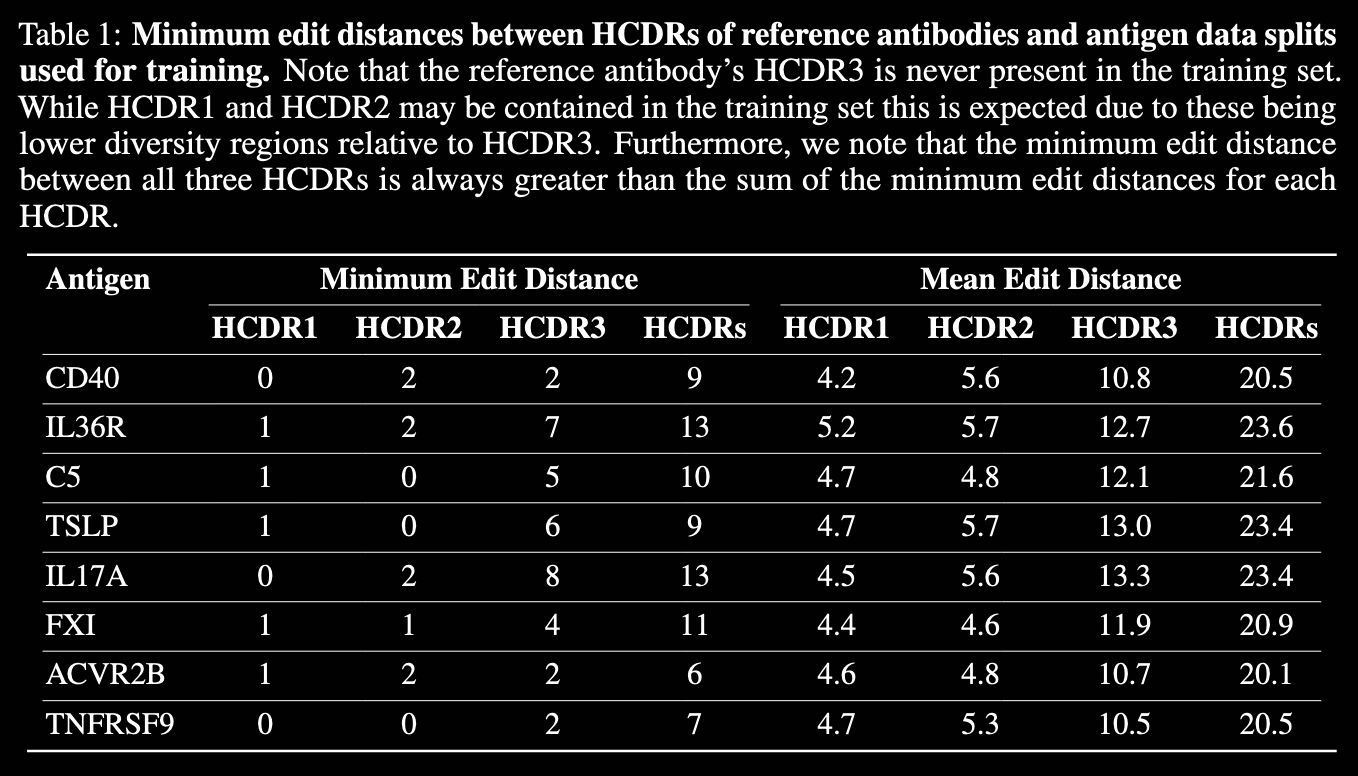 Table 1: Minimum edit distances between HCDRs of reference antibodies and antigen data splits
used for training. Note that the reference antibody's HCDR3 is never present in the training set.
While HCDR1 and HCDR2 may be contained in the training set this is expected due to these being
lower diversity regions relative to HCDR3. Furthermore, we note that the minimum edit distance
between all three HCDRs is always greater than the sum of the minimum edit distances for each
HCDR.
Antigen Minimum Edit Distance Mean Edit Distance
HCDR1 HCDR2 HCDR3 HCDRs HCDR1 HCDR2 HCDR3 HCDRs
CD40 0 2 2 9 4.2 5.6 10.8 20.5
IL36R 1 2 7 13 5.2 5.7 12.7 23.6
C5 1 0 5 10 4.7 4.8 12.1 21.6
TSLP 1 0 6 9 4.7 5.7 13.0 23.4
IL17A 0 2 8 13 4.5 5.6 13.3 23.4
FXI 1 1 4 11 4.4 4.6 11.9 20.9
ACVR2B 1 2 2 6 4.6 4.8 10.7 20.1
TNFRSF9 0 0 2 7 4.7 5.3 10.5 20.5